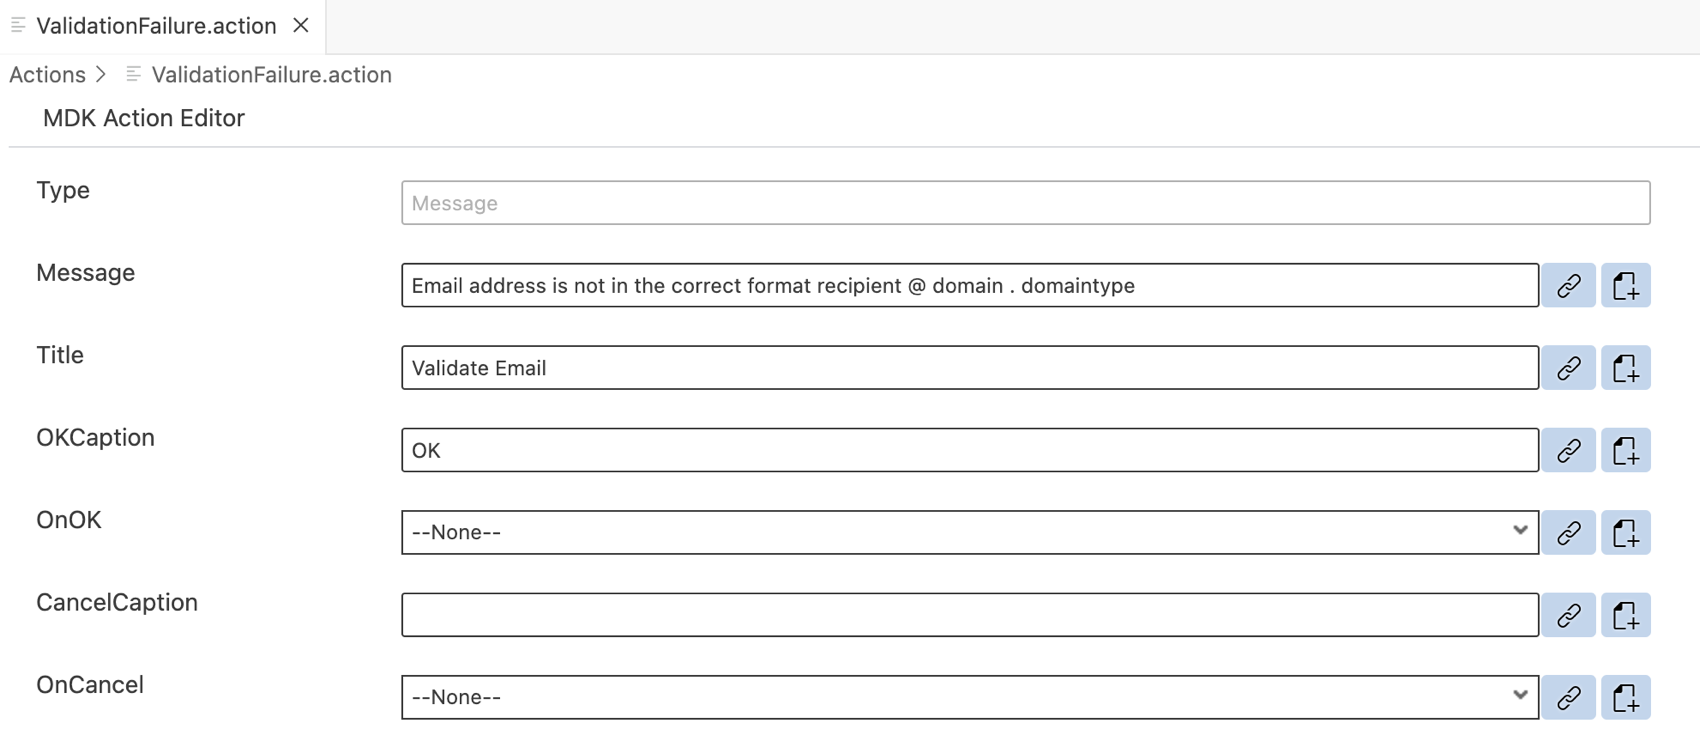 ValidationFailure.action
Actions > ValidationFailure.action
MDK Action Editor
Type
Message
Message
Email address is not in the correct format recipient @ domain . domaintype
Title
Validate Email
OKCaption
OK
OnOK
--None--
CancelCaption
OnCancel
--None--